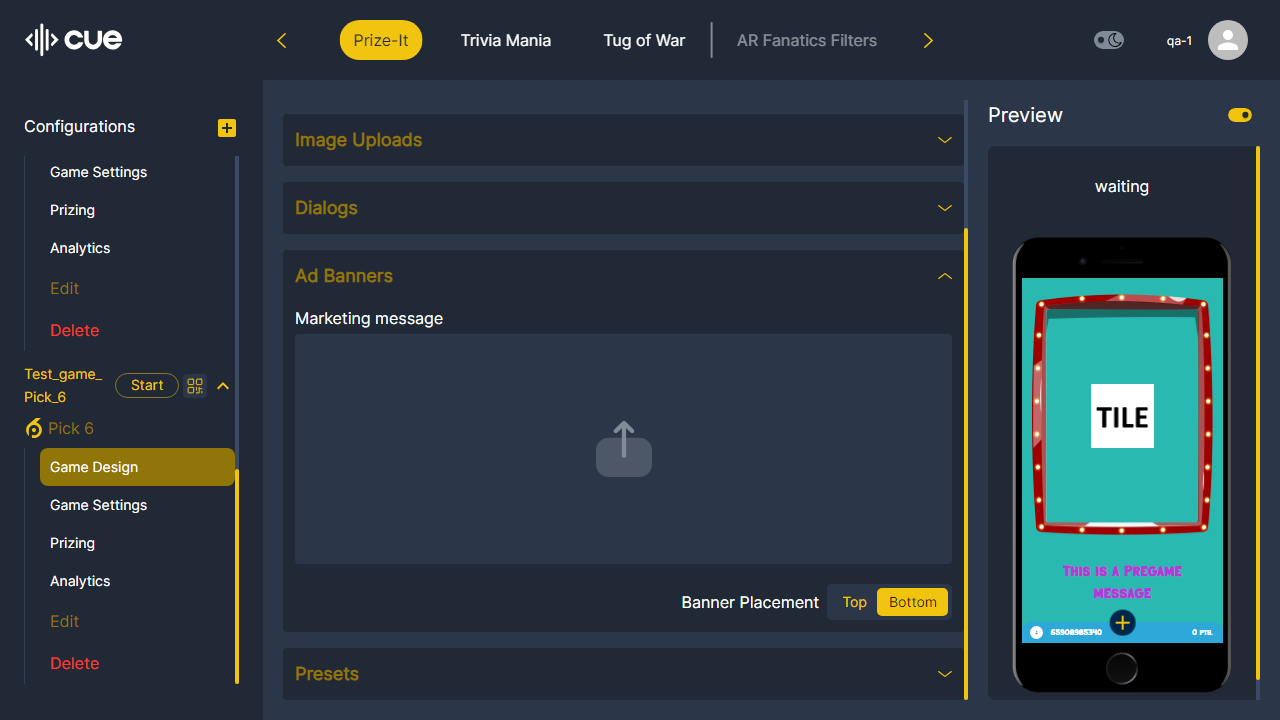 cue
Prize-It
Trivia Mania
Tug of War
AR Fanatics Filters
qa-1
Configurations
Game Settings
Prizing
Analytics
Edit
Delete
Test_game_
Pick_6
Start
Pick 6
Game Design
Game Settings
Prizing
Analytics
Edit
Delete
Image Uploads
Dialogs
Ad Banners
Marketing message
Banner Placement
Top
Bottom
Presets
Preview
waiting
TILE
THIS IS A PREGAME
MESSAGE
0 PTS.